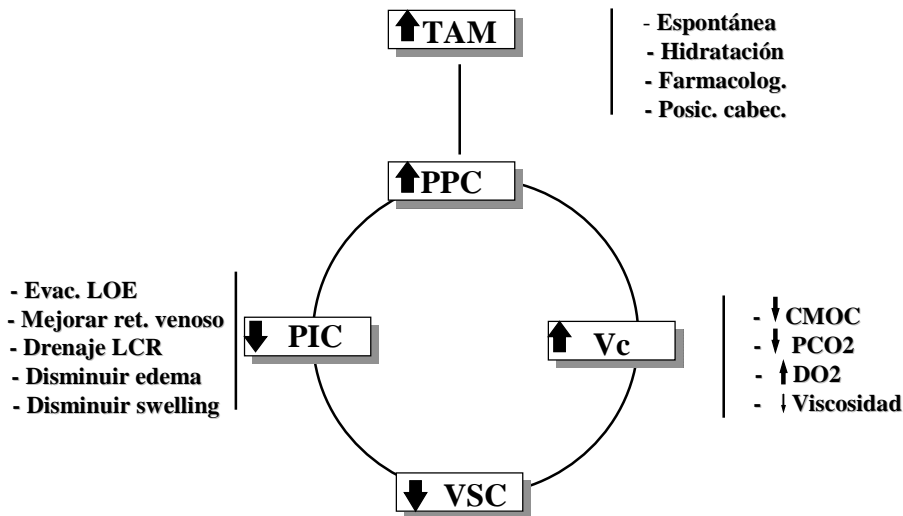 ⬆TAM
- Espontánea
- Hidratación
- Farmacolog.
- Posic. cabec.
⬆PPC
- Evac. LOE
- Mejorar ret. venoso
- Drenaje LCR
- Disminuir edema
- Disminuir swelling
⬇ PIC
⬆ Vc
- ⬇CMOC
- ⬇ PCO2
- ⬆ DO2
- ↓ Viscosidad
⬇ VSC